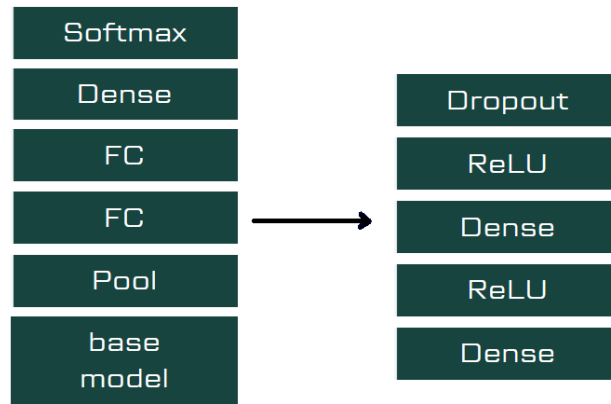 Softmax
Dense
FC
FC
Pool
base
model
Dropout
ReLU
Dense
ReLU
Dense